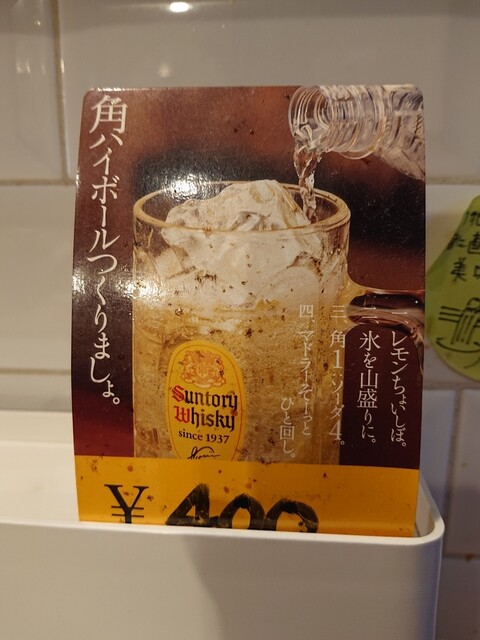 角ハイボールつくりましょ。
レモンちょいしぼ。
二、氷を山盛りに。
三、角1:ソーダ4。
四、マドラーそーっと
ひと回し。
Suntory
Whisky
since 1937
¥400